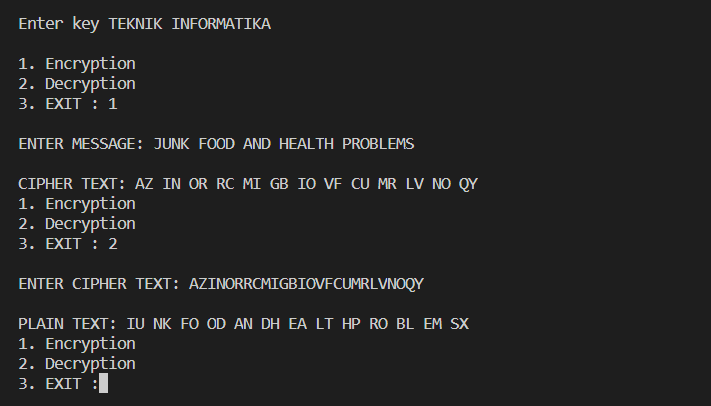 Enter key TEKNIK INFORMATIKA
1. Encryption
2. Decryption
3. EXIT : 1
ENTER MESSAGE: JUNK FOOD AND HEALTH PROBLEMS
CIPHER TEXT: AZ IN OR RC MI GB IO VF CU MR LV NO QY
1. Encryption
2. Decryption
3. EXIT : 2
ENTER CIPHER TEXT: AZINORRCMIGBIOVFCUMRLVNOQY
PLAIN TEXT: IU NK FO OD AN DH EA LT HP RO BL EM SX
1. Encryption
2. Decryption
3. EXIT :